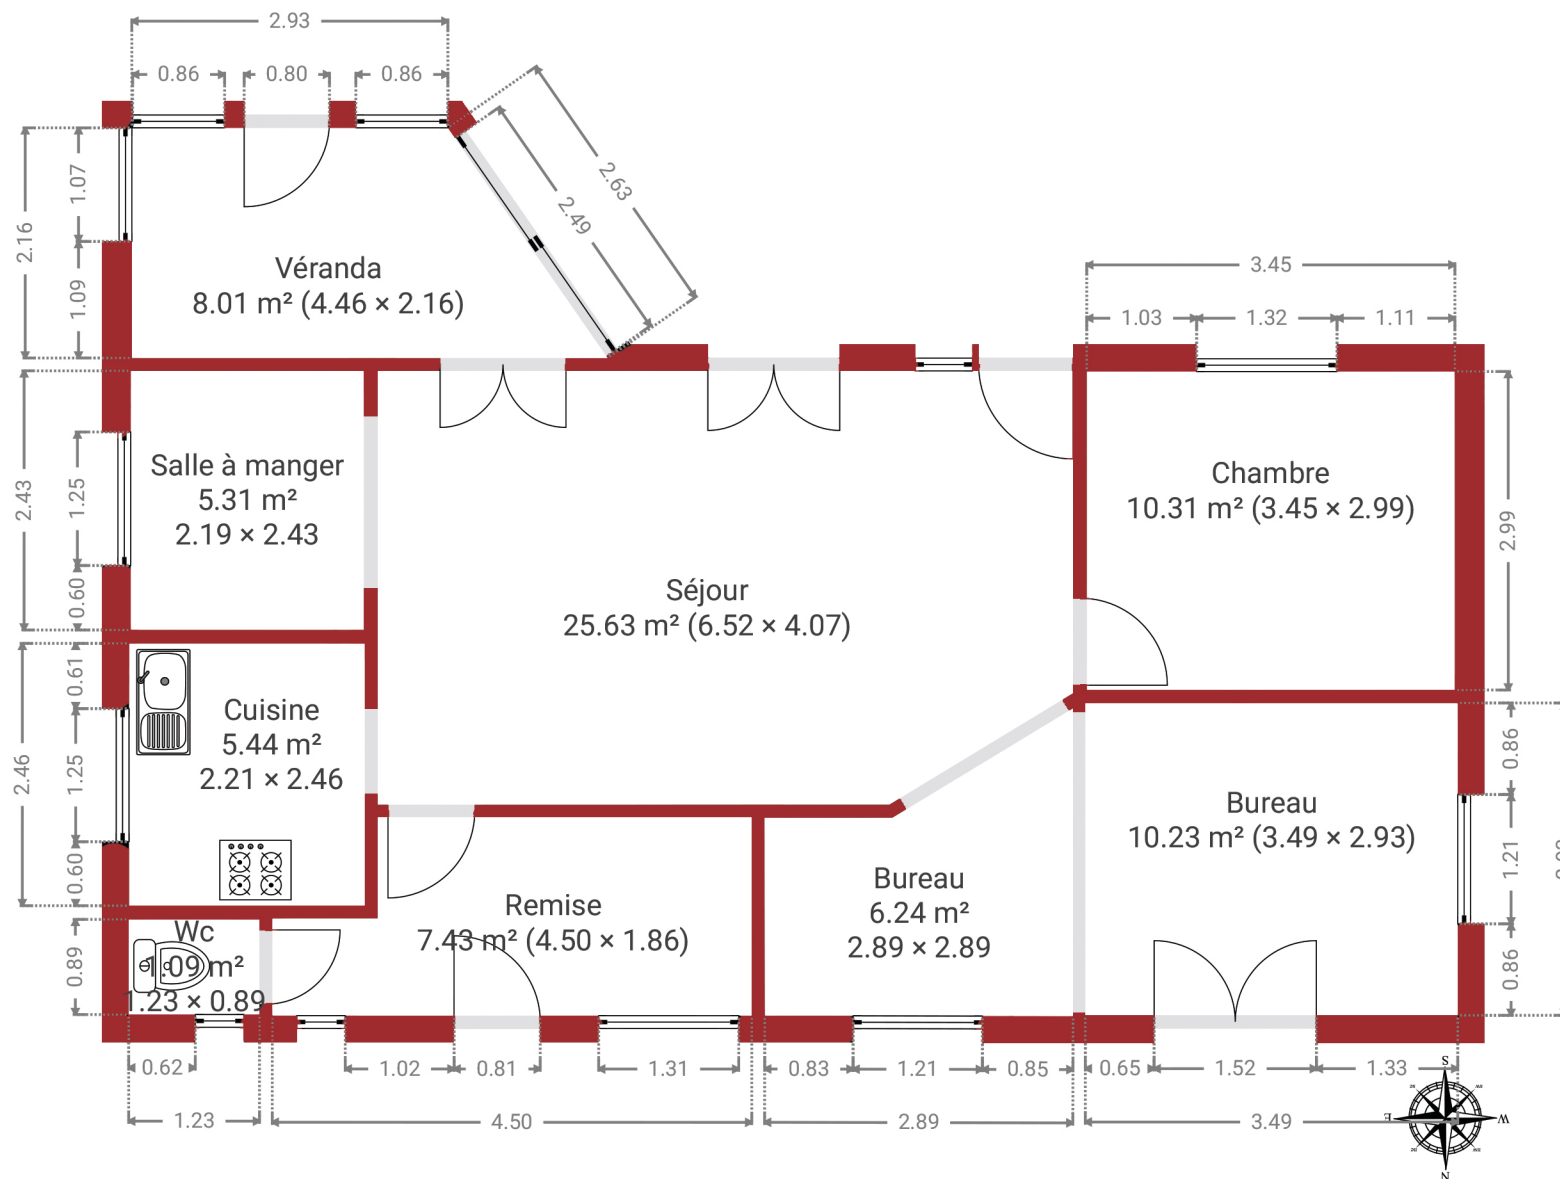 2.93
0.86
0.80
0.86
2.63
2.49
1.07
2.16
1.09
Véranda
8.01 m² (4.46 × 2.16)
3.45
1.03
1.32
1.11
Salle à manger
5.31 m²
2.19 × 2.43
2.43
1.25
0.60
Chambre
10.31 m² (3.45 × 2.99)
2.99
Séjour
25.63 m² (6.52 × 4.07)
0.61
2.46
1.25
0.60
Cuisine
5.44 m²
2.21 × 2.46
0.86
1.21
0.86
Bureau
10.23 m² (3.49 × 2.93)
Bureau
6.24 m²
2.89 × 2.89
Remise
7.43 m² (4.50 × 1.86)
Wc
1.09 m²
1.23 × 0.89
0.89
0.62
1.02
0.81
1.31
0.83
1.21
0.85
0.65
1.52
1.33
1.23
4.50
2.89
3.49
S
E
W
N